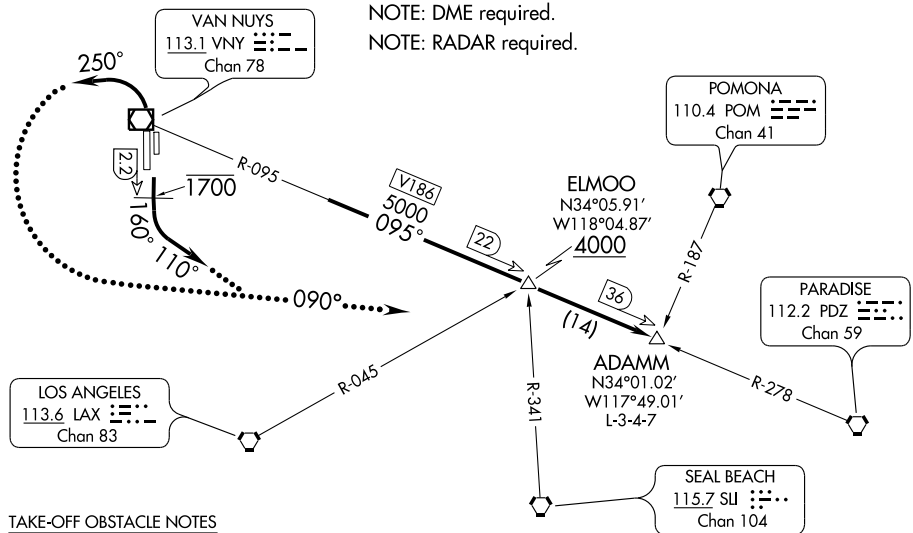 NOTE: DME required.
NOTE: RADAR required.
VAN NUYS
113.1 VNY
Chan 78
250°
2.2
1700
160°
110°
090°
R-095
V186
5000
095°
22
ELMOO
N34°05.91'
W118°04.87'
4000
POMONA
110.4 POM
Chan 41
R-187
36
(14)
ADAMM
N34°01.02'
W117°49.01'
L-3-4-7
PARADISE
112.2 PDZ
Chan 59
R-278
LOS ANGELES
113.6 LAX
Chan 83
R-045
R-341
SEAL BEACH
115.7 SLI
Chan 104
TAKE-OFF OBSTACLE NOTES